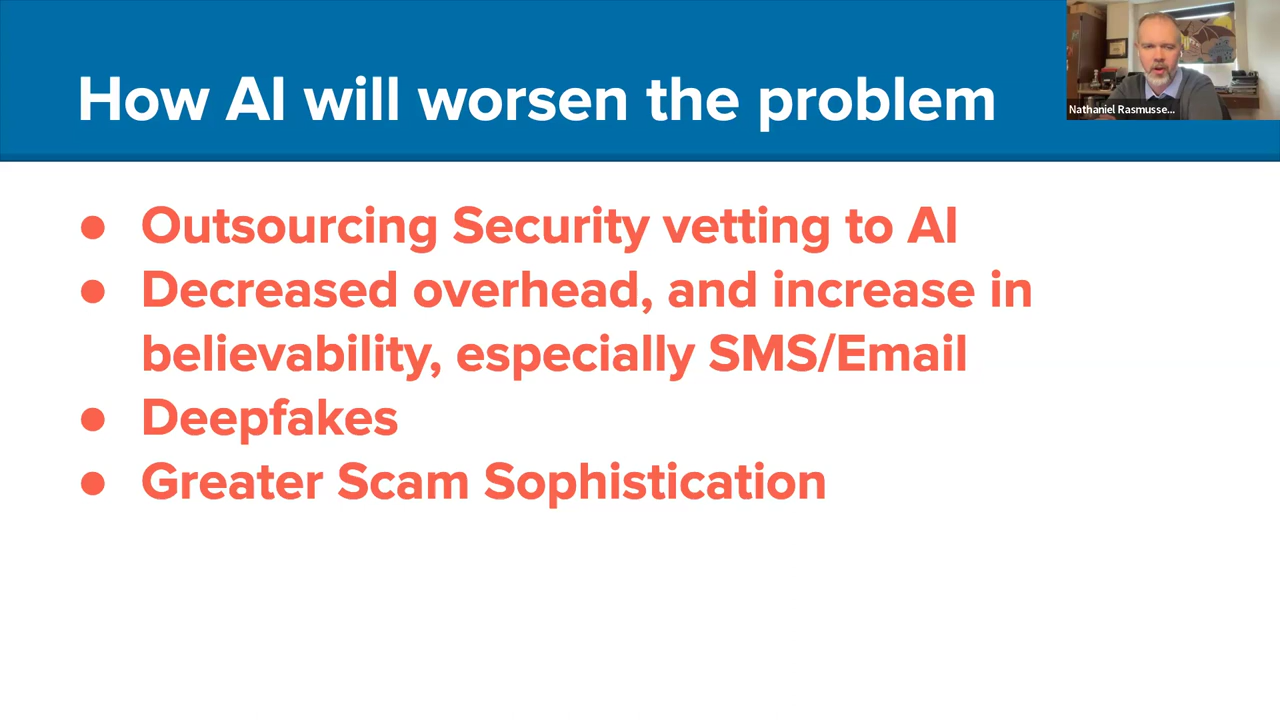 How AI will worsen the problem
Nathaniel Rasmusse...
● Outsourcing Security vetting to AI
● Decreased overhead, and increase in
believability, especially SMS/Email
● Deepfakes
● Greater Scam Sophistication